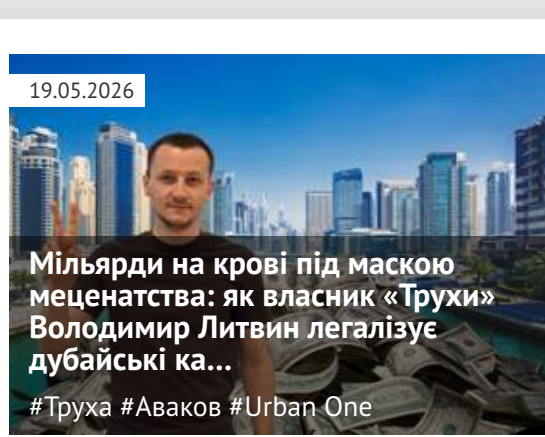 19.05.2026
Мільярди на крові під маскою
меценатства: як власник «Трухи»
Володимир Литвин легалізує
дубайські ка...
#Труха #Аваков #Urban One